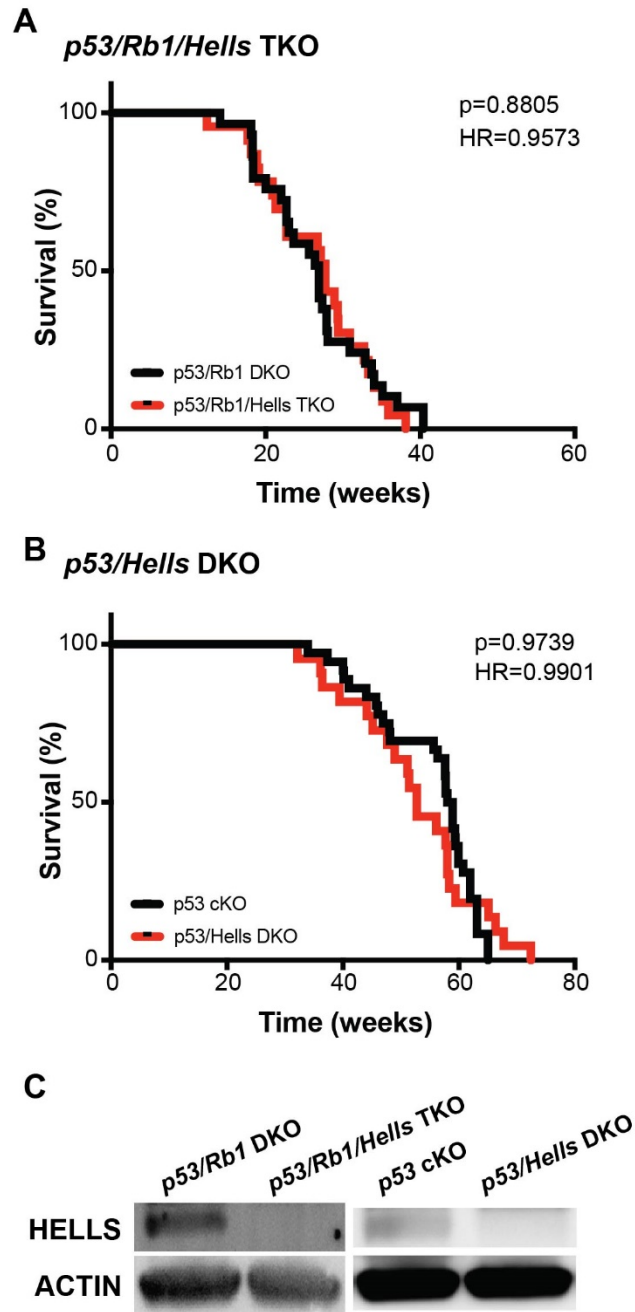 A
p53/Rb1/Hells TKO
p=0.8805
HR=0.9573
100
50
0
Survival (%)
p53/Rb1 DKO
p53/Rb1/Hells TKO
0 20 40 60
Time (weeks)
B
p53/Hells DKO
p=0.9739
HR=0.9901
100
50
0
Survival (%)
p53 cKO
p53/Hells DKO
0 20 40 60 80
Time (weeks)
C
p53/Rb1 DKO
p53/Rb1/Hells TKO
p53 cKO
p53/Hells DKO
HELLS
ACTIN